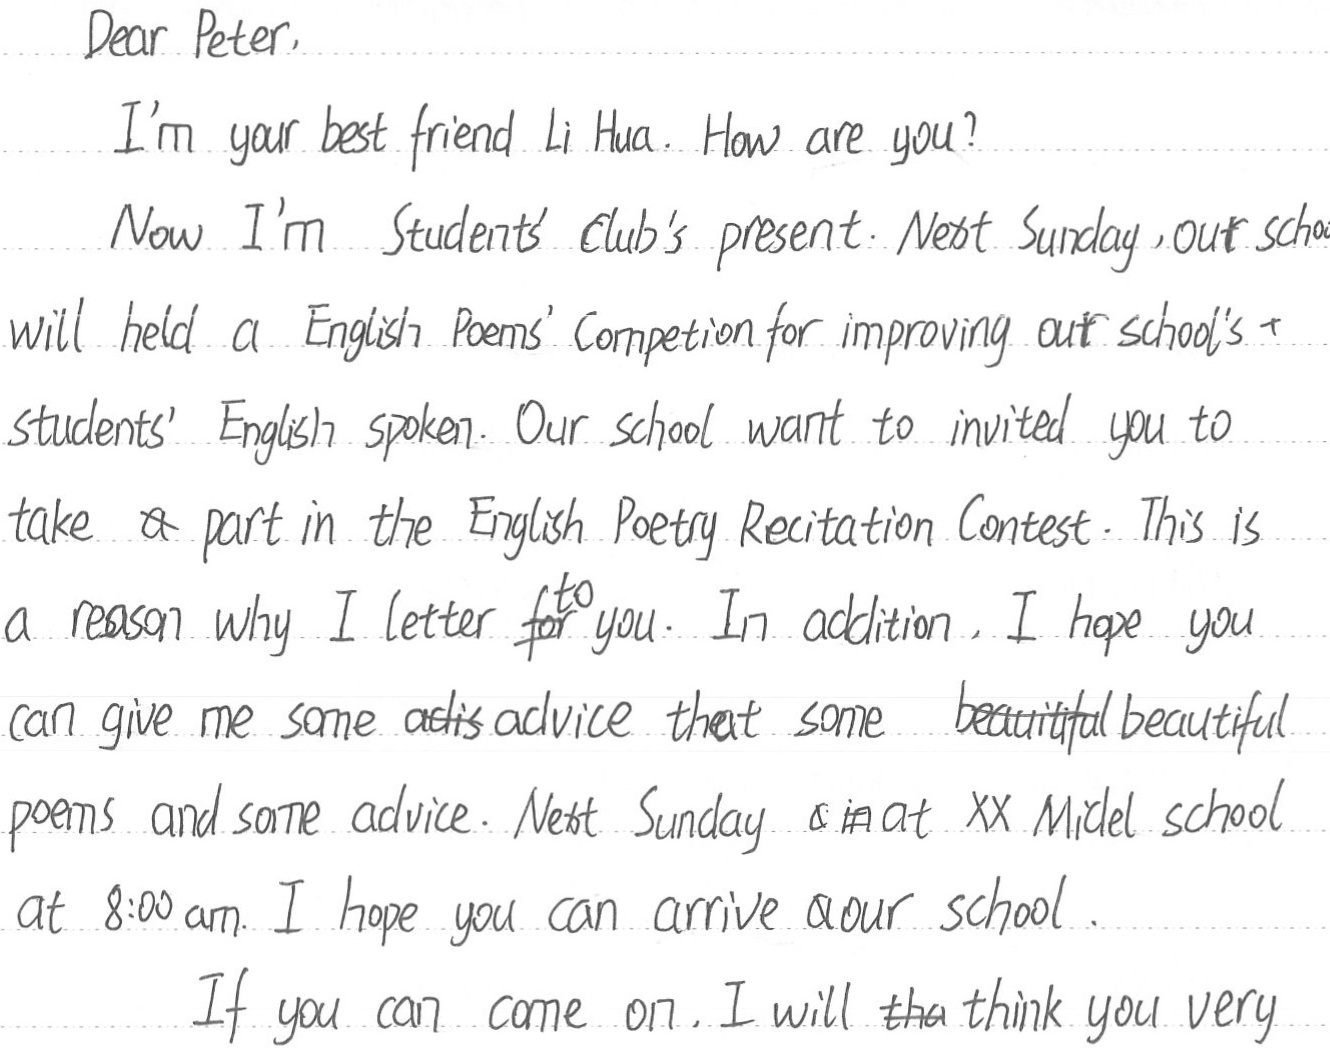 Dear Peter,
I'm your best friend Li Hua. How are you?
Now I'm Students' Club's present. Next Sunday, our schoo
will held a English Poems' Competion for improving our school's
students' English spoken. Our school want to invited you to
take part in the English Poetry Recitation Contest. This is
a reason why I letter to you. In addition, I hope you
can give me some advice that some beautiful
poems and some advice. Next Sunday at XX Midel school
at 8:00 am. I hope you can arrive our school.
If you can come on, I will think you very